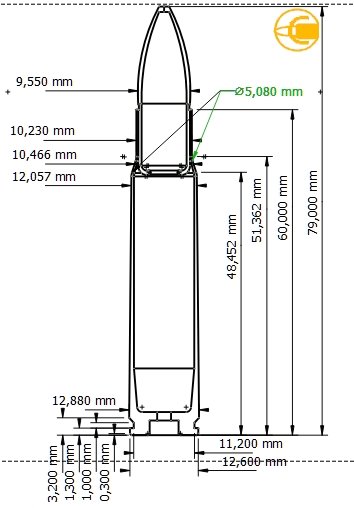 9,550 mm
⌀5,080 mm
10,230 mm
10,466 mm
12,057 mm
48,452 mm
51,362 mm
60,000 mm
79,000 mm
12,880 mm
11,200 mm
12,600 mm
3,200 mm
1,300 mm
1,000 mm
0,300 mm